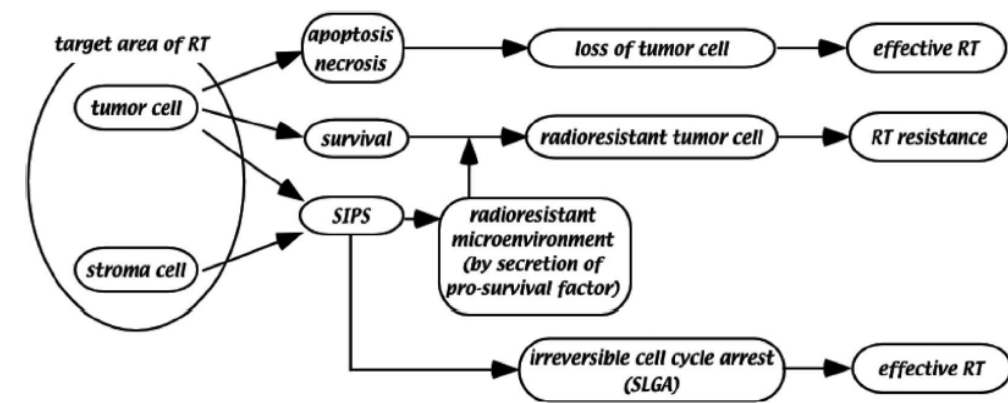 target area of RT
apoptosis
necrosis
loss of tumor cell
effective RT
tumor cell
survival
radioresistant tumor cell
RT resistance
SIPS
radioresistant
microenvironment
(by secretion of
pro-survival factor)
stroma cell
irreversible cell cycle arrest
(SLGA)
effective RT